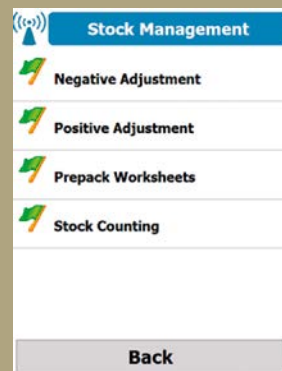 Stock Management
Negative Adjustment
Positive Adjustment
Prepack Worksheets
Stock Counting
Back